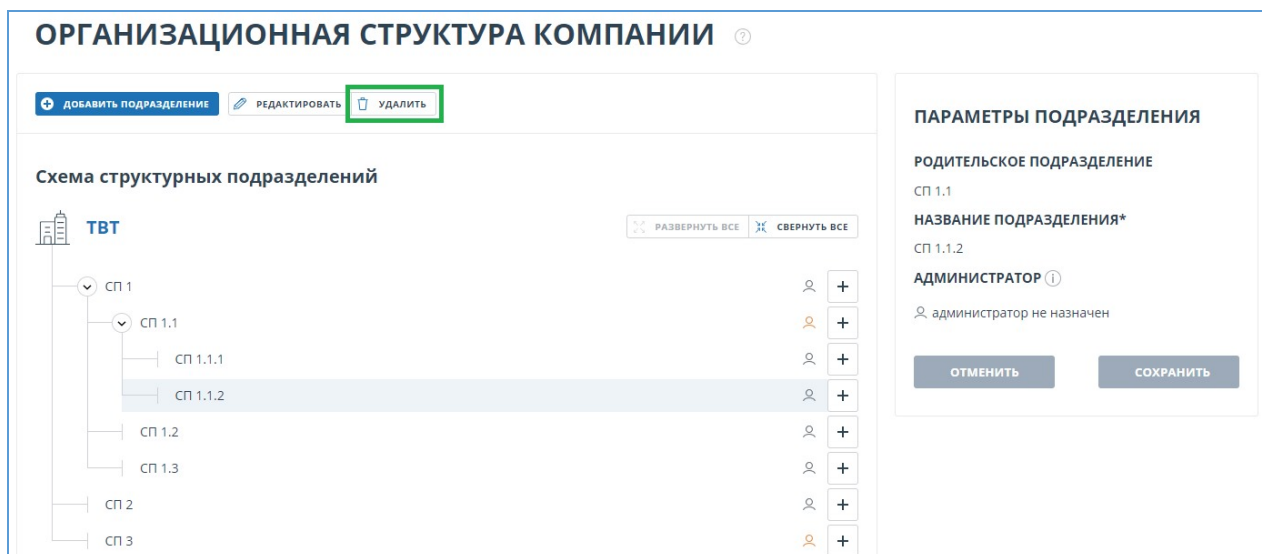 ОРГАНИЗАЦИОННАЯ СТРУКТУРА КОМПАНИИ ?
ДОБАВИТЬ ПОДРАЗДЕЛЕНИЕ РЕДАКТИРОВАТЬ УДАЛИТЬ
Схема структурных подразделений
ТВТ РАЗВЕРНУТЬ ВСЕ СВЕРНУТЬ ВСЕ
СП 1
СП 1.1
СП 1.1.1
СП 1.1.2
СП 1.2
СП 1.3
СП 2
СП 3
ПАРАМЕТРЫ ПОДРАЗДЕЛЕНИЯ
РОДИТЕЛЬСКОЕ ПОДРАЗДЕЛЕНИЕ
СП 1.1
НАЗВАНИЕ ПОДРАЗДЕЛЕНИЯ*
СП 1.1.2
АДМИНИСТРАТОР i
администратор не назначен
ОТМЕНИТЬ СОХРАНИТЬ